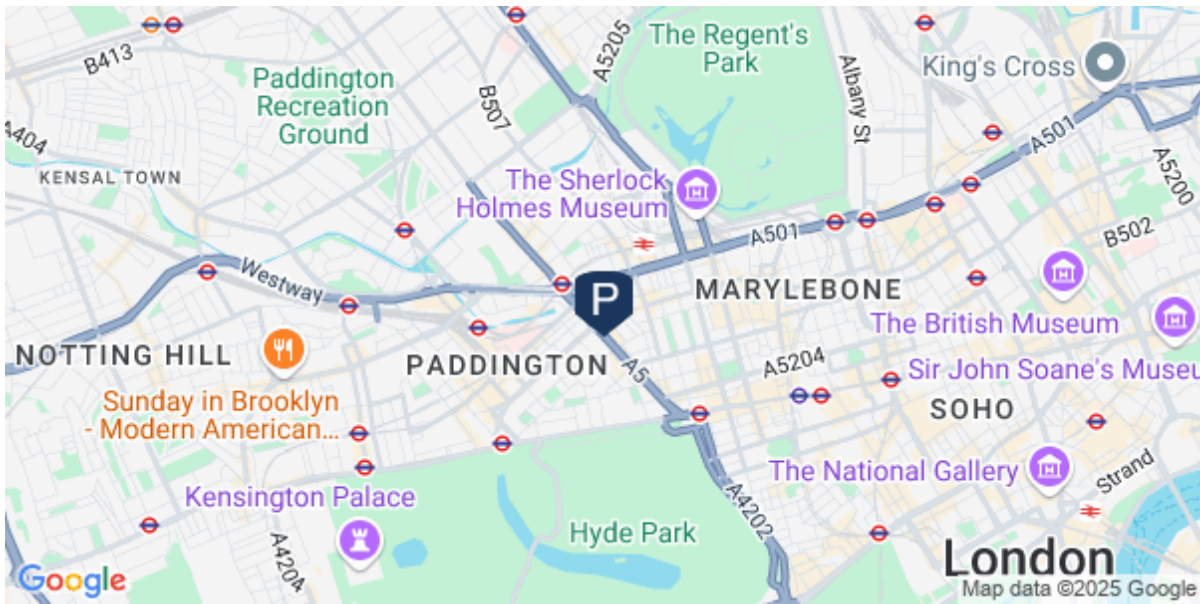 The Regent's
Park
A5205
B413
Paddington
Recreation
Ground
B507
Albany St
King's Cross
A404
A501
KENSAL TOWN
The Sherlock
Holmes Museum
A5200
A501
B502
Westway
P
MARYLEBONE
The British Museum
NOTTING HILL
PADDINGTON
A5
A5204
Sir John Soane's Museu
Sunday in Brooklyn
- Modern American...
SOHO
The National Gallery
Strand
Kensington Palace
A4202
Hyde Park
A4204
London
Google
Map data ©2025 Google